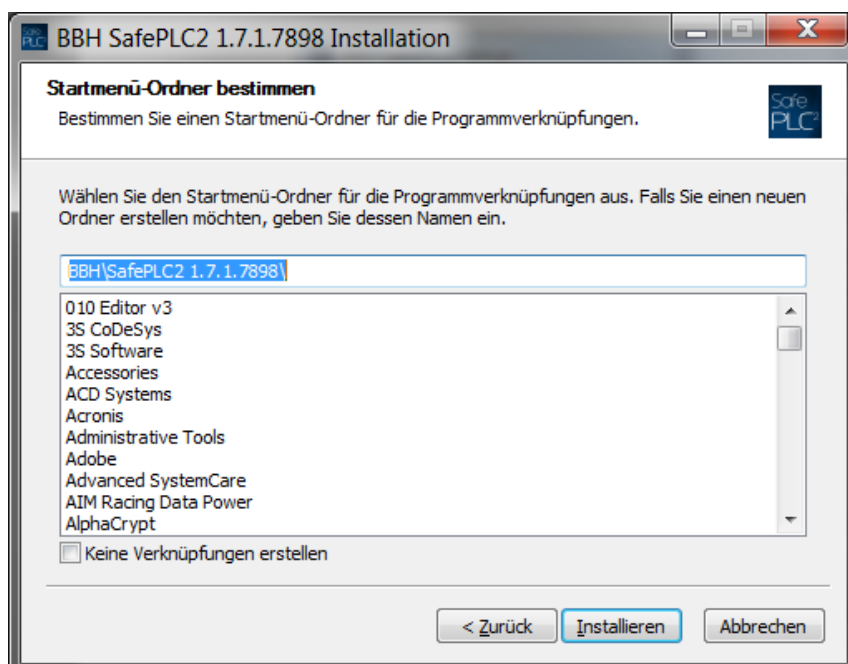 Safe
PLC
BBH SafePLC2 1.7.1.7898 Installation
Startmenü-Ordner bestimmen
Bestimmen Sie einen Startmenü-Ordner für die Programmverknüpfungen.
Safe
PLC²
Wählen Sie den Startmenü-Ordner für die Programmverknüpfungen aus. Falls Sie einen neuen
Ordner erstellen möchten, geben Sie dessen Namen ein.
BBH\SafePLC2 1.7.1.7898\
010 Editor v3
3S CoDeSys
3S Software
Accessories
ACD Systems
Acronis
Administrative Tools
Adobe
Advanced SystemCare
AIM Racing Data Power
AlphaCrypt
Keine Verknüpfungen erstellen
< Zurück
Installieren
Abbrechen